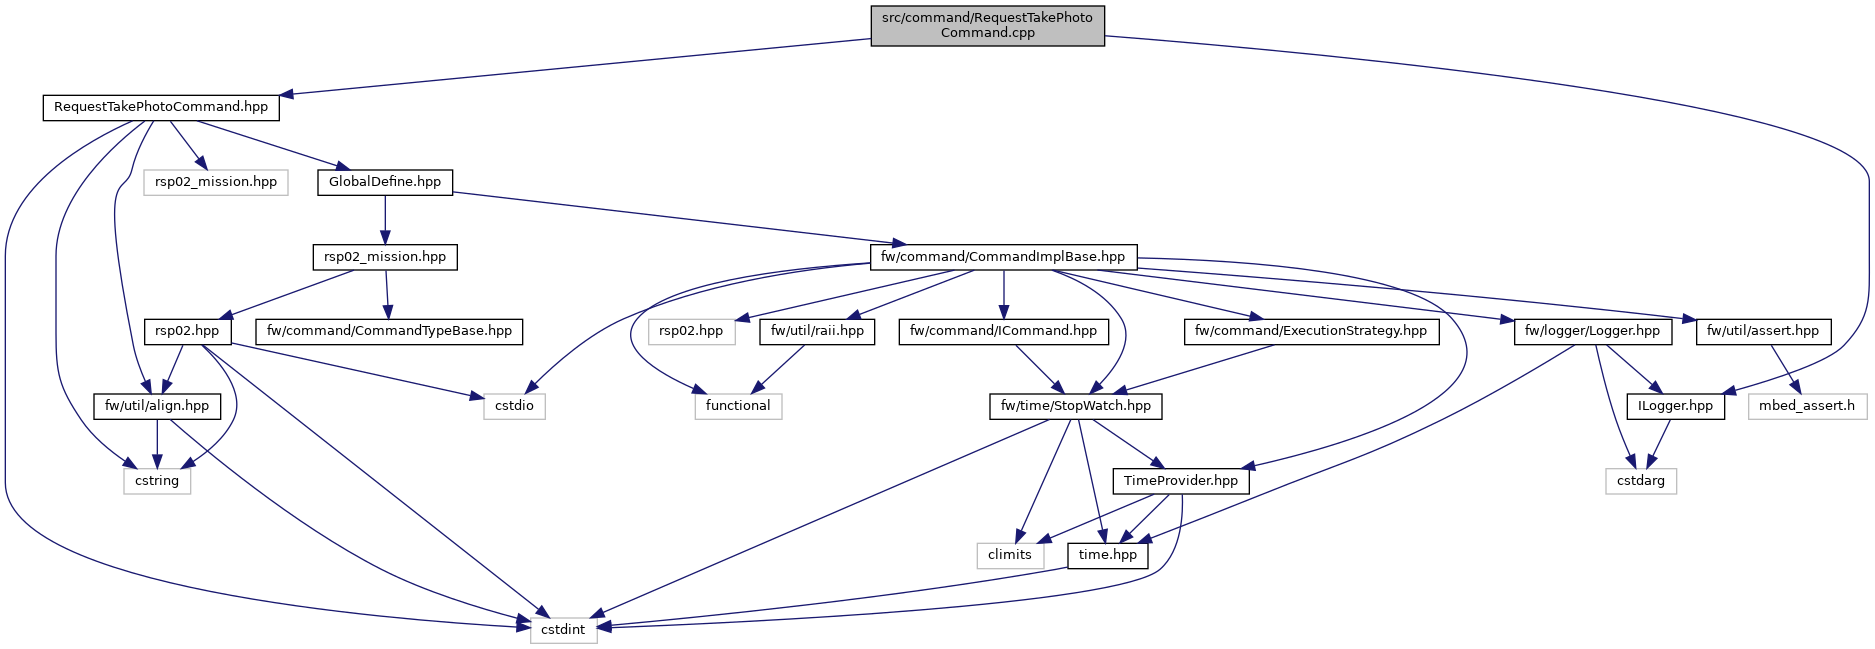 src/command/RequestTakePhoto
Command.cpp
RequestTakePhotoCommand.hpp
rsp02_mission.hpp
GlobalDefine.hpp
rsp02_mission.hpp
fw/command/CommandImplBase.hpp
rsp02.hpp
fw/command/CommandTypeBase.hpp
rsp02.hpp
fw/util/raii.hpp
fw/command/ICommand.hpp
fw/command/ExecutionStrategy.hpp
fw/logger/Logger.hpp
fw/util/assert.hpp
fw/util/align.hpp
cstdio
functional
fw/time/StopWatch.hpp
ILogger.hpp
mbed_assert.h
cstring
TimeProvider.hpp
cstdarg
climits
time.hpp
cstdint